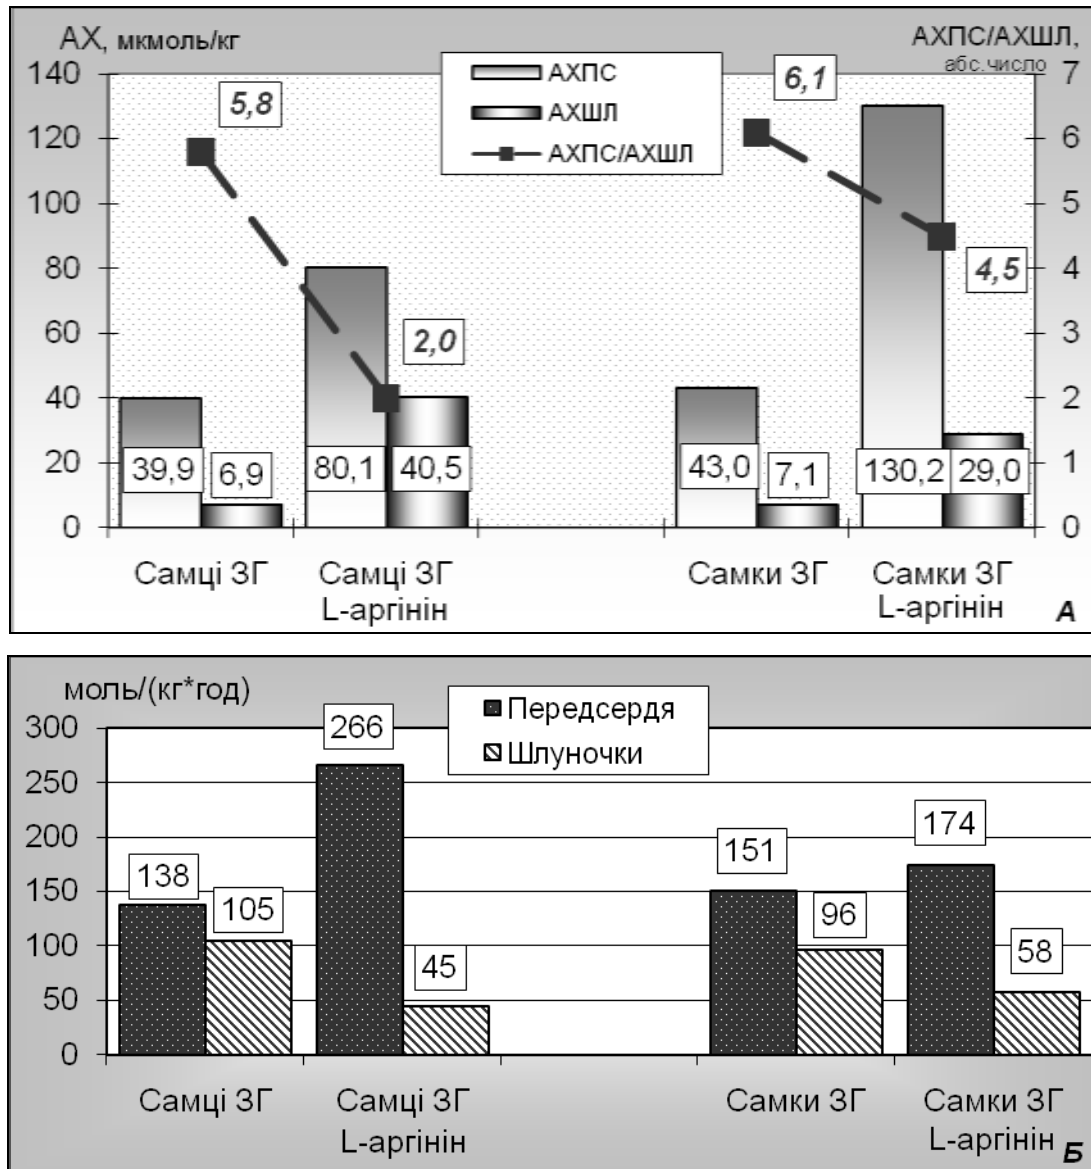 АХ, мкмоль/кг
АХПС/АХШЛ,
абс.число
140
120
100
80
60
40
20
0
7
6
5
4
3
2
1
0
АХПС
АХШЛ
АХПС/АХШЛ
5,8
2,0
6,1
4,5
39,9
6,9
80,1
40,5
43,0
7,1
130,2
29,0
Самці ЗГ
Самці ЗГ
L-аргінін
Самки ЗГ
Самки ЗГ
L-аргінін
А
моль/(кг*год)
300
250
200
150
100
50
0
Передсердя
Шлуночки
138
105
266
45
151
96
174
58
Самці ЗГ
Самці ЗГ
L-аргінін
Самки ЗГ
Самки ЗГ
L-аргінін
Б